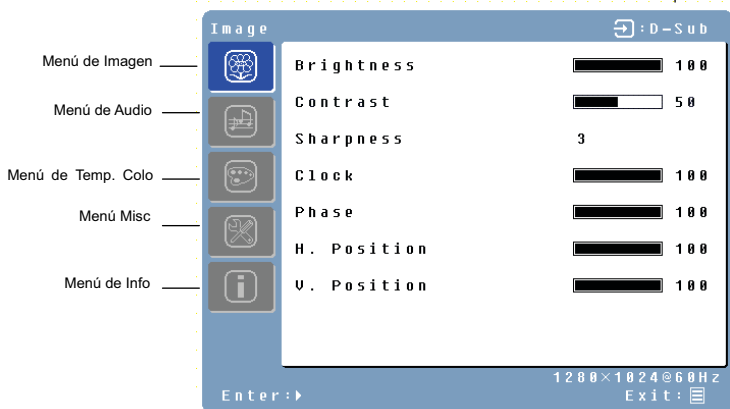 Image :D-Sub
Menú de Imagen
Brightness 100
Menú de Audio
Contrast 50
Sharpness 3
Menú de Temp. Colo
Clock 100
Menú Misc
Phase 100
H. Position 100
Menú de Info
V. Position 100
1280×1024@60Hz
Enter: Exit: